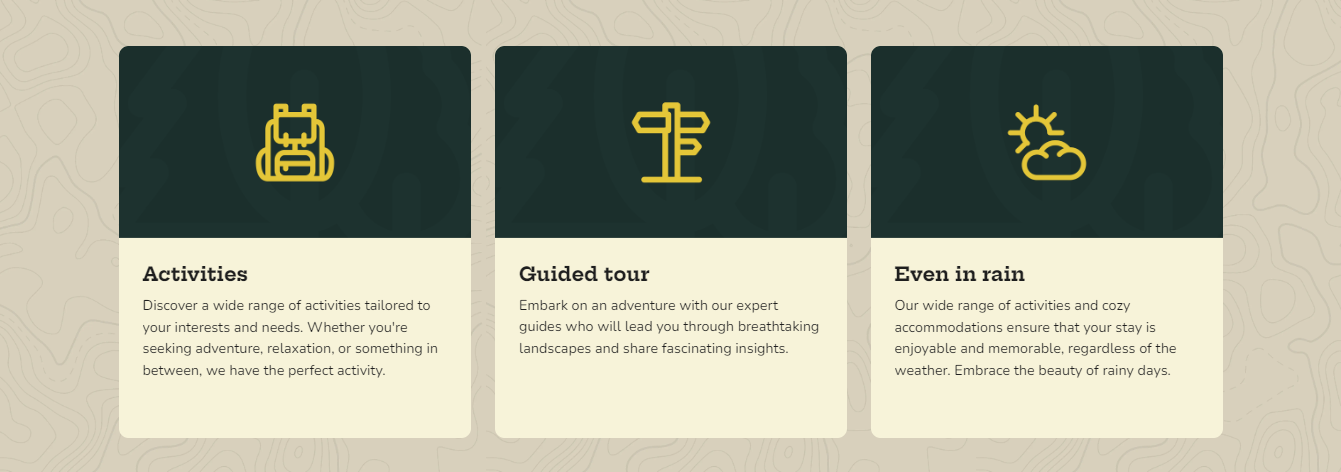 Activities
Discover a wide range of activities tailored to
your interests and needs. Whether you're
seeking adventure, relaxation, or something in
between, we have the perfect activity.
Guided tour
Embark on an adventure with our expert
guides who will lead you through breathtaking
landscapes and share fascinating insights.
Even in rain
Our wide range of activities and cozy
accommodations ensure that your stay is
enjoyable and memorable, regardless of the
weather. Embrace the beauty of rainy days.